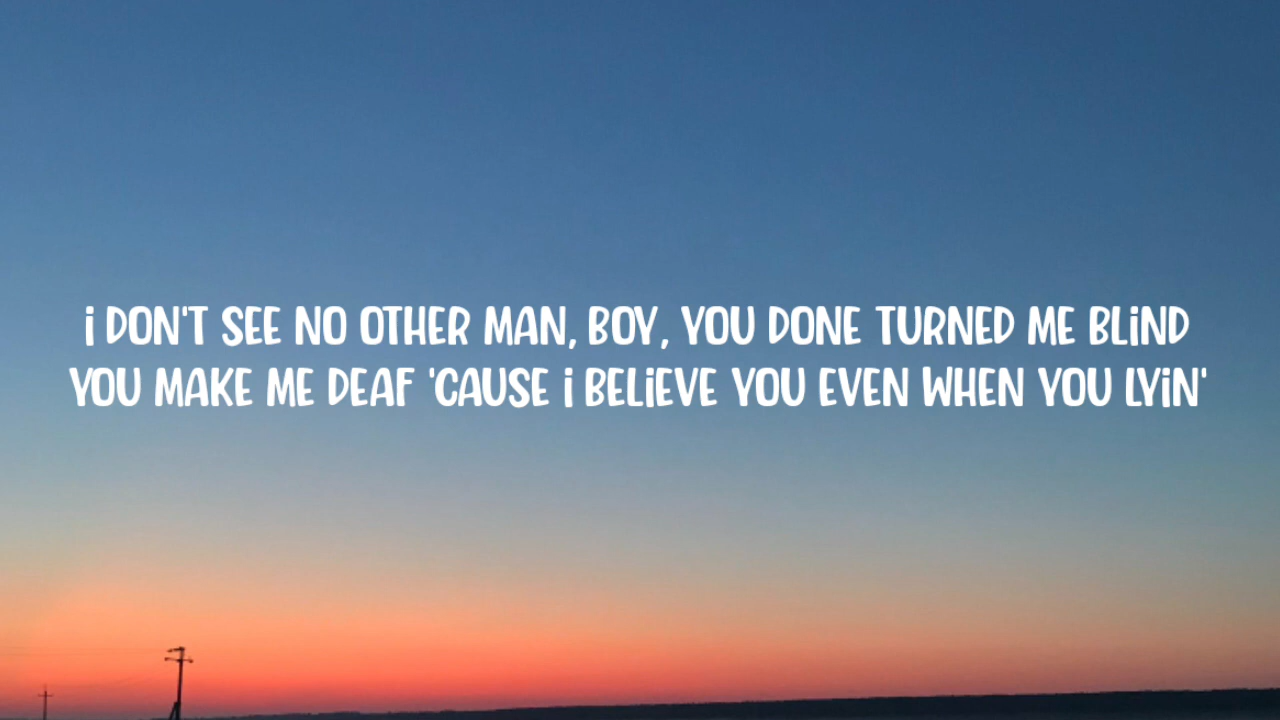 I DON'T SEE NO OTHER MAN, BOY, YOU DONE TURNED ME BLIND
YOU MAKE ME DEAF 'CAUSE I BELIEVE YOU EVEN WHEN YOU LYIN'